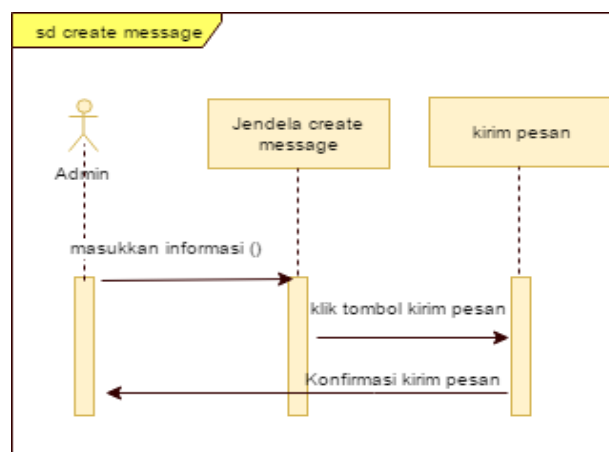 sd create message
Jendela create
message
kirim pesan
Admin
masukkan informasi ()
klik tombol kirim pesan
Konfirmasi kirim pesan